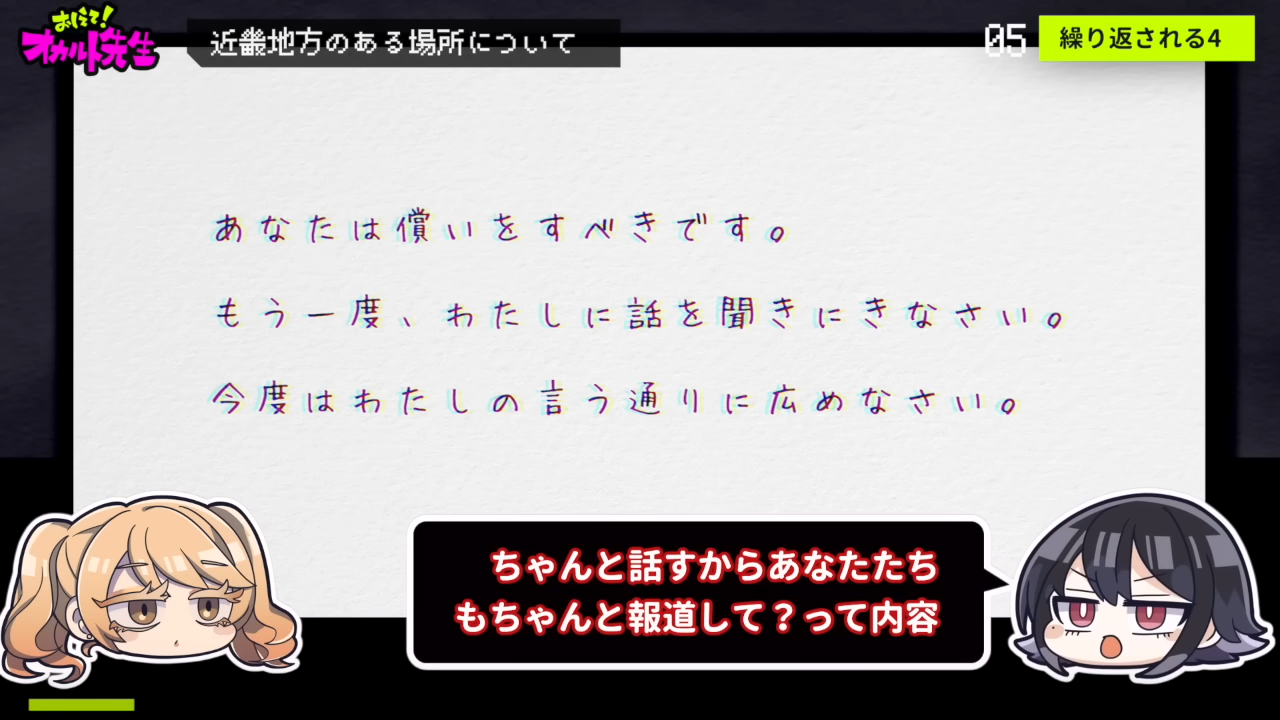 おしえて!
オカルト先生
近畿地方のある場所について
05
繰り返される4
あなたは償いをすべきです。
もう一度、わたしに話を聞きにきなさい。
今度はわたしの言う通りに広めなさい。
ちゃんと話すからあなたたち
もちゃんと報道して?って内容